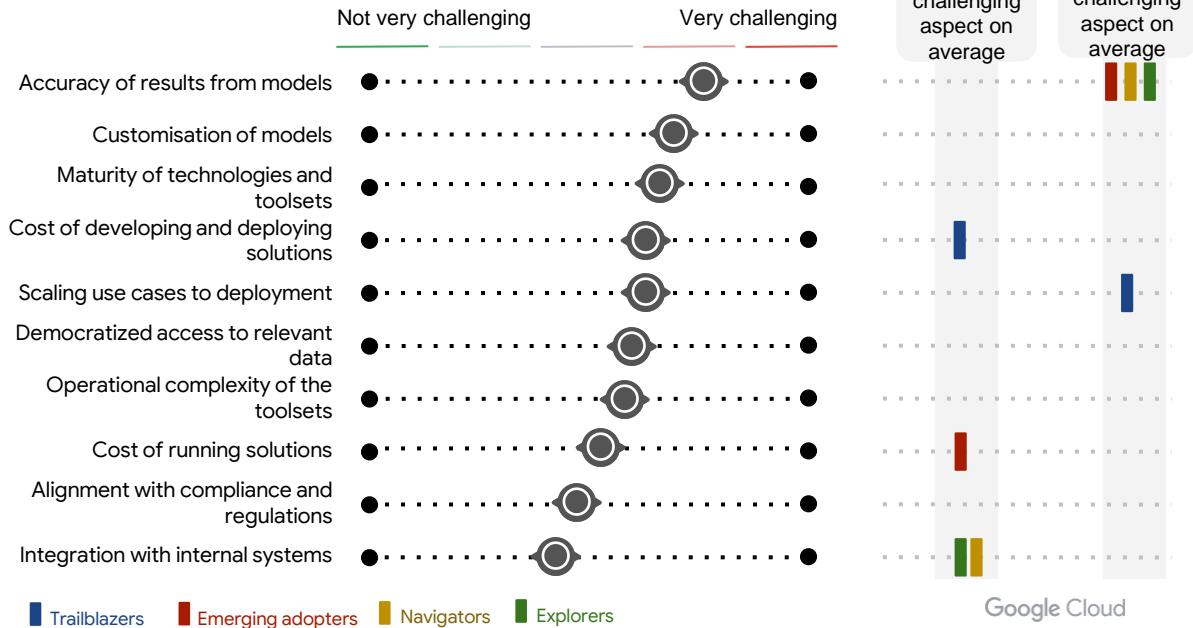 challenging
aspect on
average
challenging
aspect on
average
Not very challenging
Very challenging
Accuracy of results from models
Customisation of models
Maturity of technologies and
toolsets
Cost of developing and deploying
solutions
Scaling use cases to deployment
Democratized access to relevant
data
Operational complexity of the
toolsets
Cost of running solutions
Alignment with compliance and
regulations
Integration with internal systems
Trailblazers
Emerging adopters
Navigators
Explorers
Google Cloud